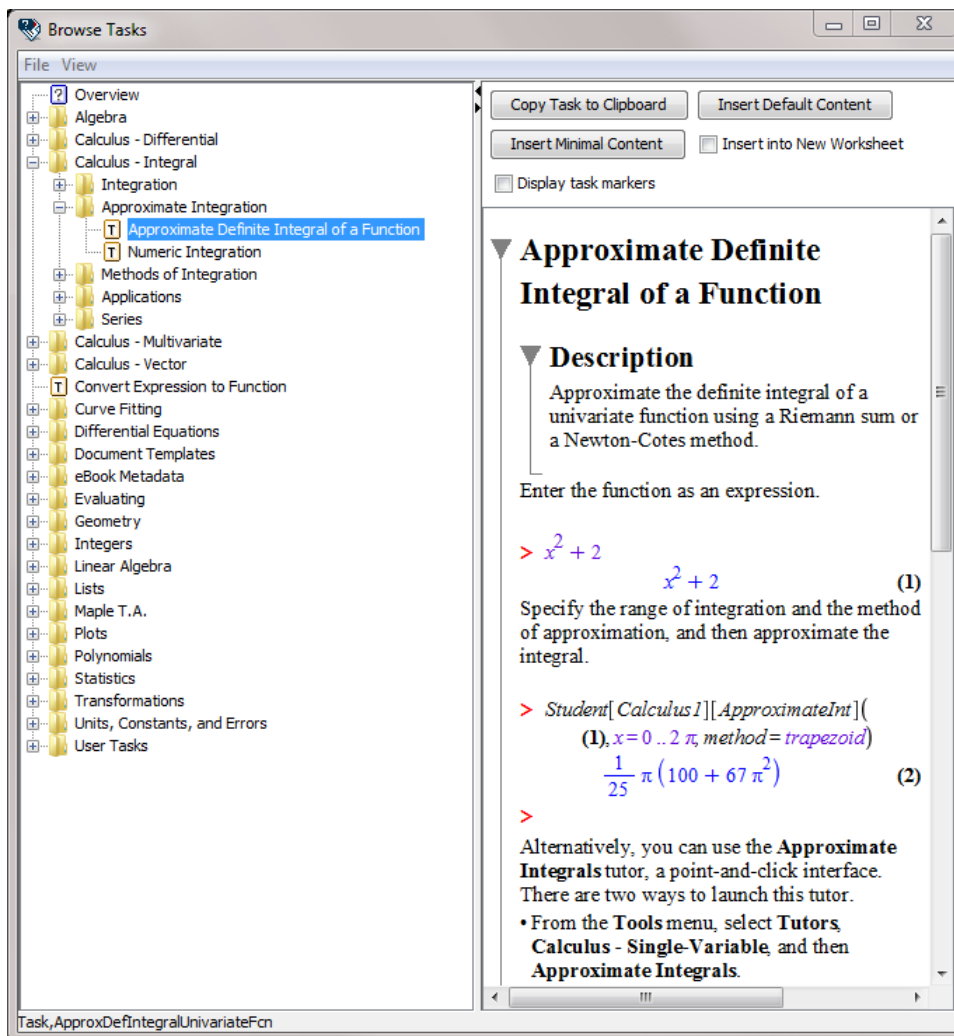 Browse Tasks
File View
Overview
Algebra
Calculus - Differential
Calculus - Integral
Integration
Approximate Integration
T Approximate Definite Integral of a Function
T Numeric Integration
Methods of Integration
Applications
Series
Calculus - Multivariate
Calculus - Vector
T Convert Expression to Function
Curve Fitting
Differential Equations
Document Templates
eBook Metadata
Evaluating
Geometry
Integers
Linear Algebra
Lists
Maple T.A.
Plots
Polynomials
Statistics
Transformations
Units, Constants, and Errors
User Tasks
Copy Task to Clipboard Insert Default Content
Insert Minimal Content Insert into New Worksheet
Display task markers
Approximate Definite
Integral of a Function
Description
Approximate the definite integral of a
univariate function using a Riemann sum or
a Newton-Cotes method.
Enter the function as an expression.
> x² + 2
x² + 2 (1)
Specify the range of integration and the method
of approximation, and then approximate the
integral.
> Student[Calculus1][ApproximateInt](
(1), x = 0 .. 2 π, method = trapezoid)
1/25 π (100 + 67 π²) (2)
>
Alternatively, you can use the Approximate
Integrals tutor, a point-and-click interface.
There are two ways to launch this tutor.
• From the Tools menu, select Tutors,
Calculus - Single-Variable, and then
Approximate Integrals.
Task,ApproxDefIntegralUnivariateFcn